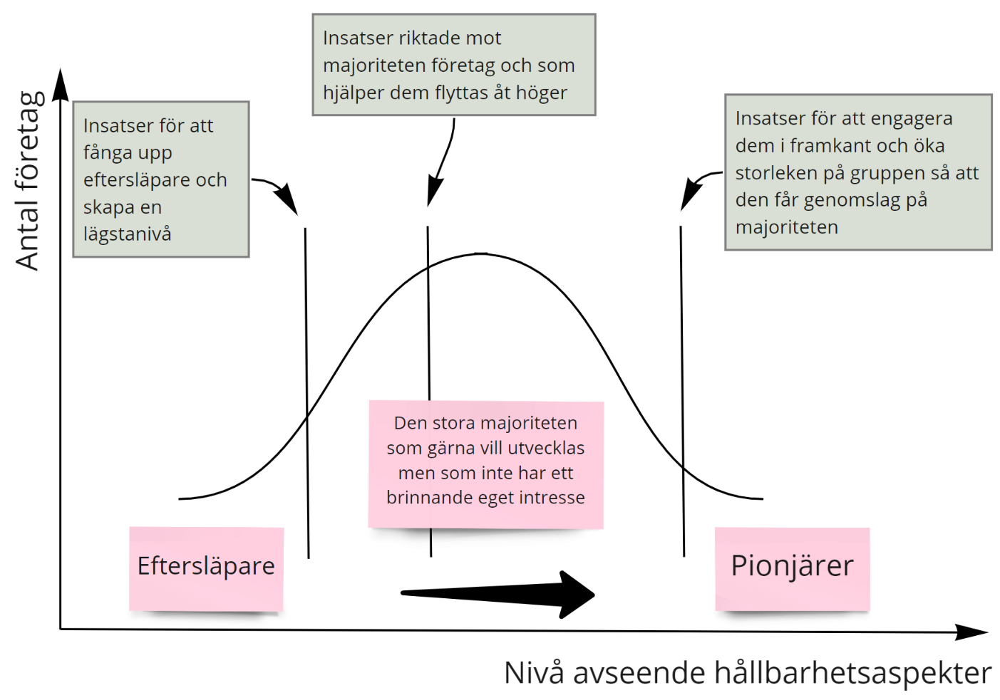 Insatser riktade mot
majoriteten företag och som
hjälper dem flyttas åt höger
Antal företag
Insatser för att
fånga upp
eftersläpare och
skapa en
lägstanivå
Insatser för att engagera
dem i framkant och öka
storleken på gruppen så att
den får genomslag på
majoriteten
Den stora majoriteten
som gärna vill utvecklas
men som inte har ett
brinnande eget intresse
Eftersläpare
Pionjärer
Nivå avseende hållbarhetsaspekter